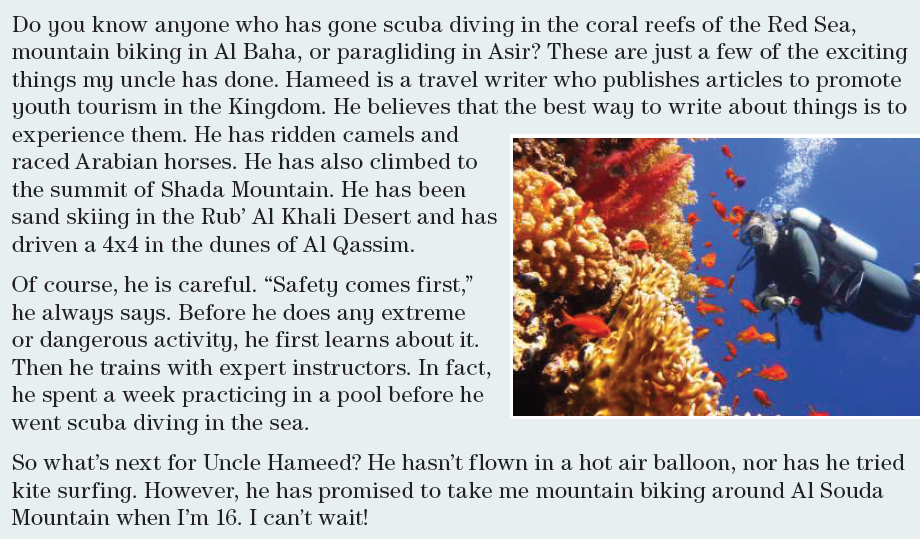 Do you know anyone who has gone scuba diving in the coral reefs of the Red Sea,
mountain biking in Al Baha, or paragliding in Asir? These are just a few of the exciting
things my uncle has done. Hameed is a travel writer who publishes articles to promote
youth tourism in the Kingdom. He believes that the best way to write about things is to
experience them. He has ridden camels and
raced Arabian horses. He has also climbed to
the summit of Shada Mountain. He has been
sand skiing in the Rub’ Al Khali Desert and has
driven a 4x4 in the dunes of Al Qassim.
Of course, he is careful. “Safety comes first,”
he always says. Before he does any extreme
or dangerous activity, he first learns about it.
Then he trains with expert instructors. In fact,
he spent a week practicing in a pool before he
went scuba diving in the sea.
So what’s next for Uncle Hameed? He hasn’t flown in a hot air balloon, nor has he tried
kite surfing. However, he has promised to take me mountain biking around Al Souda
Mountain when I’m 16. I can’t wait!